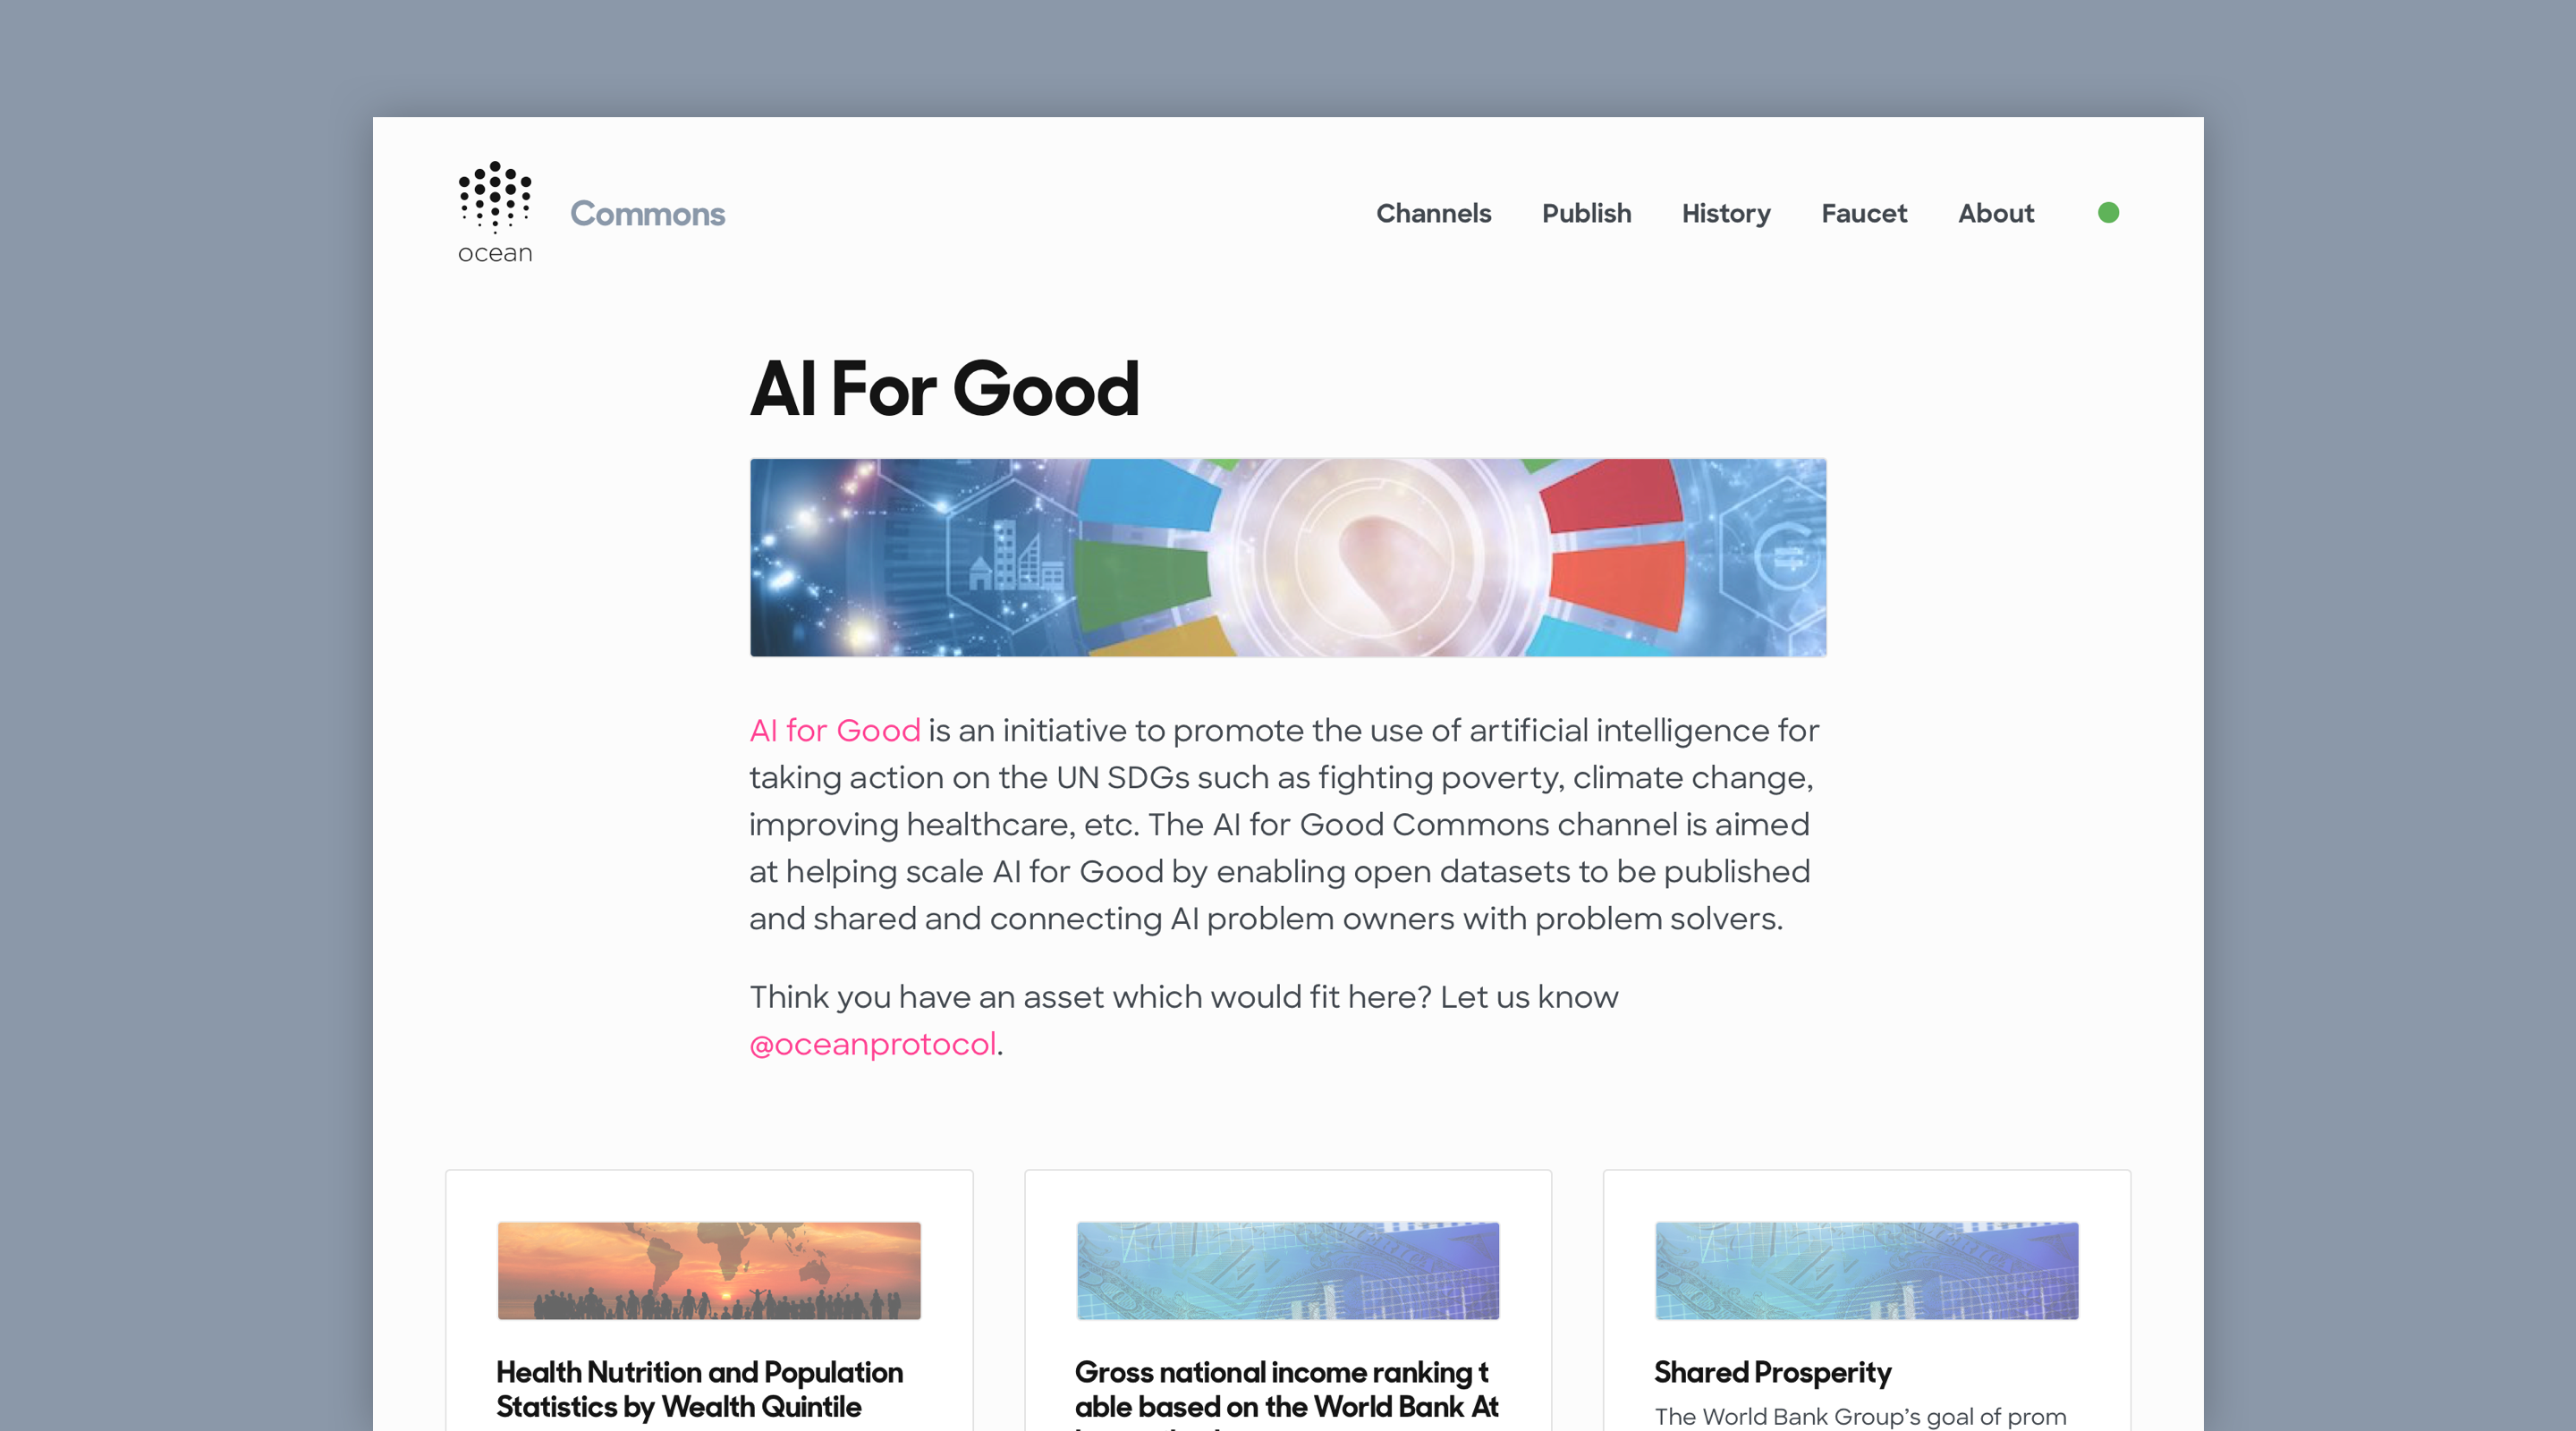 ocean
Commons
Channels
Publish
History
Faucet
About
AI For Good
AI for Good is an initiative to promote the use of artificial intelligence for
taking action on the UN SDGs such as fighting poverty, climate change,
improving healthcare, etc. The AI for Good Commons channel is aimed
at helping scale AI for Good by enabling open datasets to be published
and shared and connecting AI problem owners with problem solvers.
Think you have an asset which would fit here? Let us know
@oceanprotocol.
Health Nutrition and Population
Statistics by Wealth Quintile
Gross national income ranking t
able based on the World Bank At
Shared Prosperity
The World Bank Group’s goal of prom